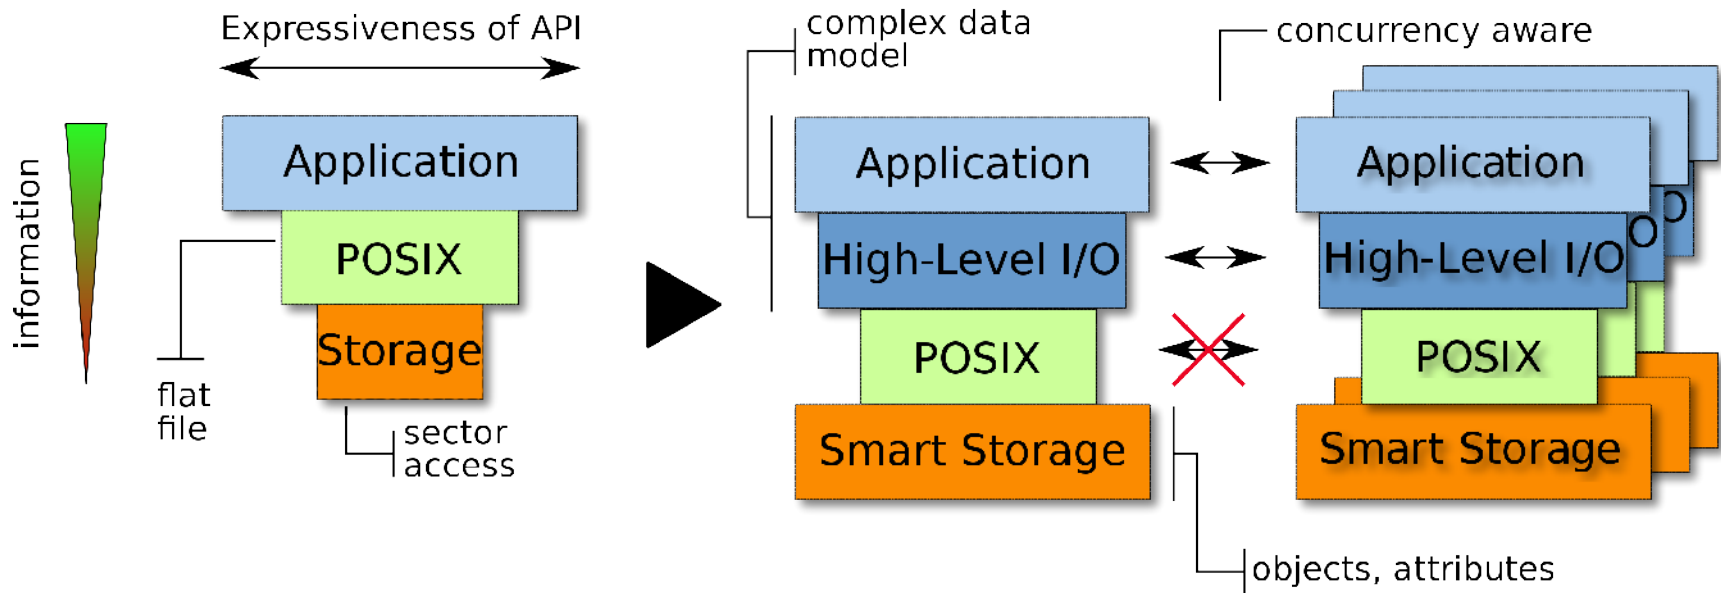 Expressiveness of API
information
Application
POSIX
Storage
flat
file
sector
access
complex data
model
Application
High-Level I/O
POSIX
Smart Storage
concurrency aware
Application
High-Level I/O
O
O
POSIX
Smart Storage
objects, attributes